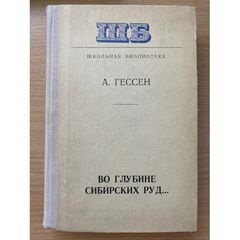 ШБ
ШКОЛЬНАЯ БИБЛИОТЕКА
А. ГЕССЕН
ВО ГЛУБИНЕ
СИБИРСКИХ РУД...